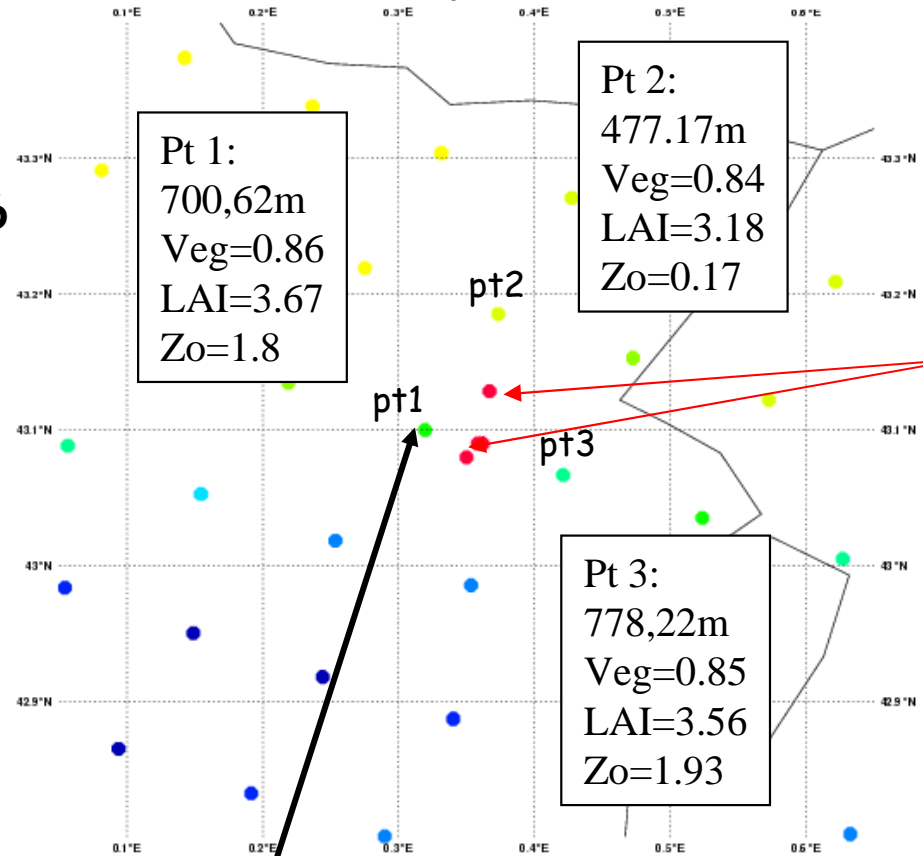 0.1°E 0.2°E 0.3°E 0.4°E 0.5°E 0.6°E
Pt 2:
477.17m
Veg=0.84
LAI=3.18
Zo=0.17
Pt 1:
700,62m
Veg=0.86
LAI=3.67
Zo=1.8
43.3°N 43.3°N
43.2°N 43.2°N
pt2
pt1
43.1°N 43.1°N
pt3
43°N 43°N
Pt 3:
778,22m
Veg=0.85
LAI=3.56
Zo=1.93
42.9°N 42.9°N
0.1°E 0.2°E 0.3°E 0.4°E 0.5°E 0.6°E